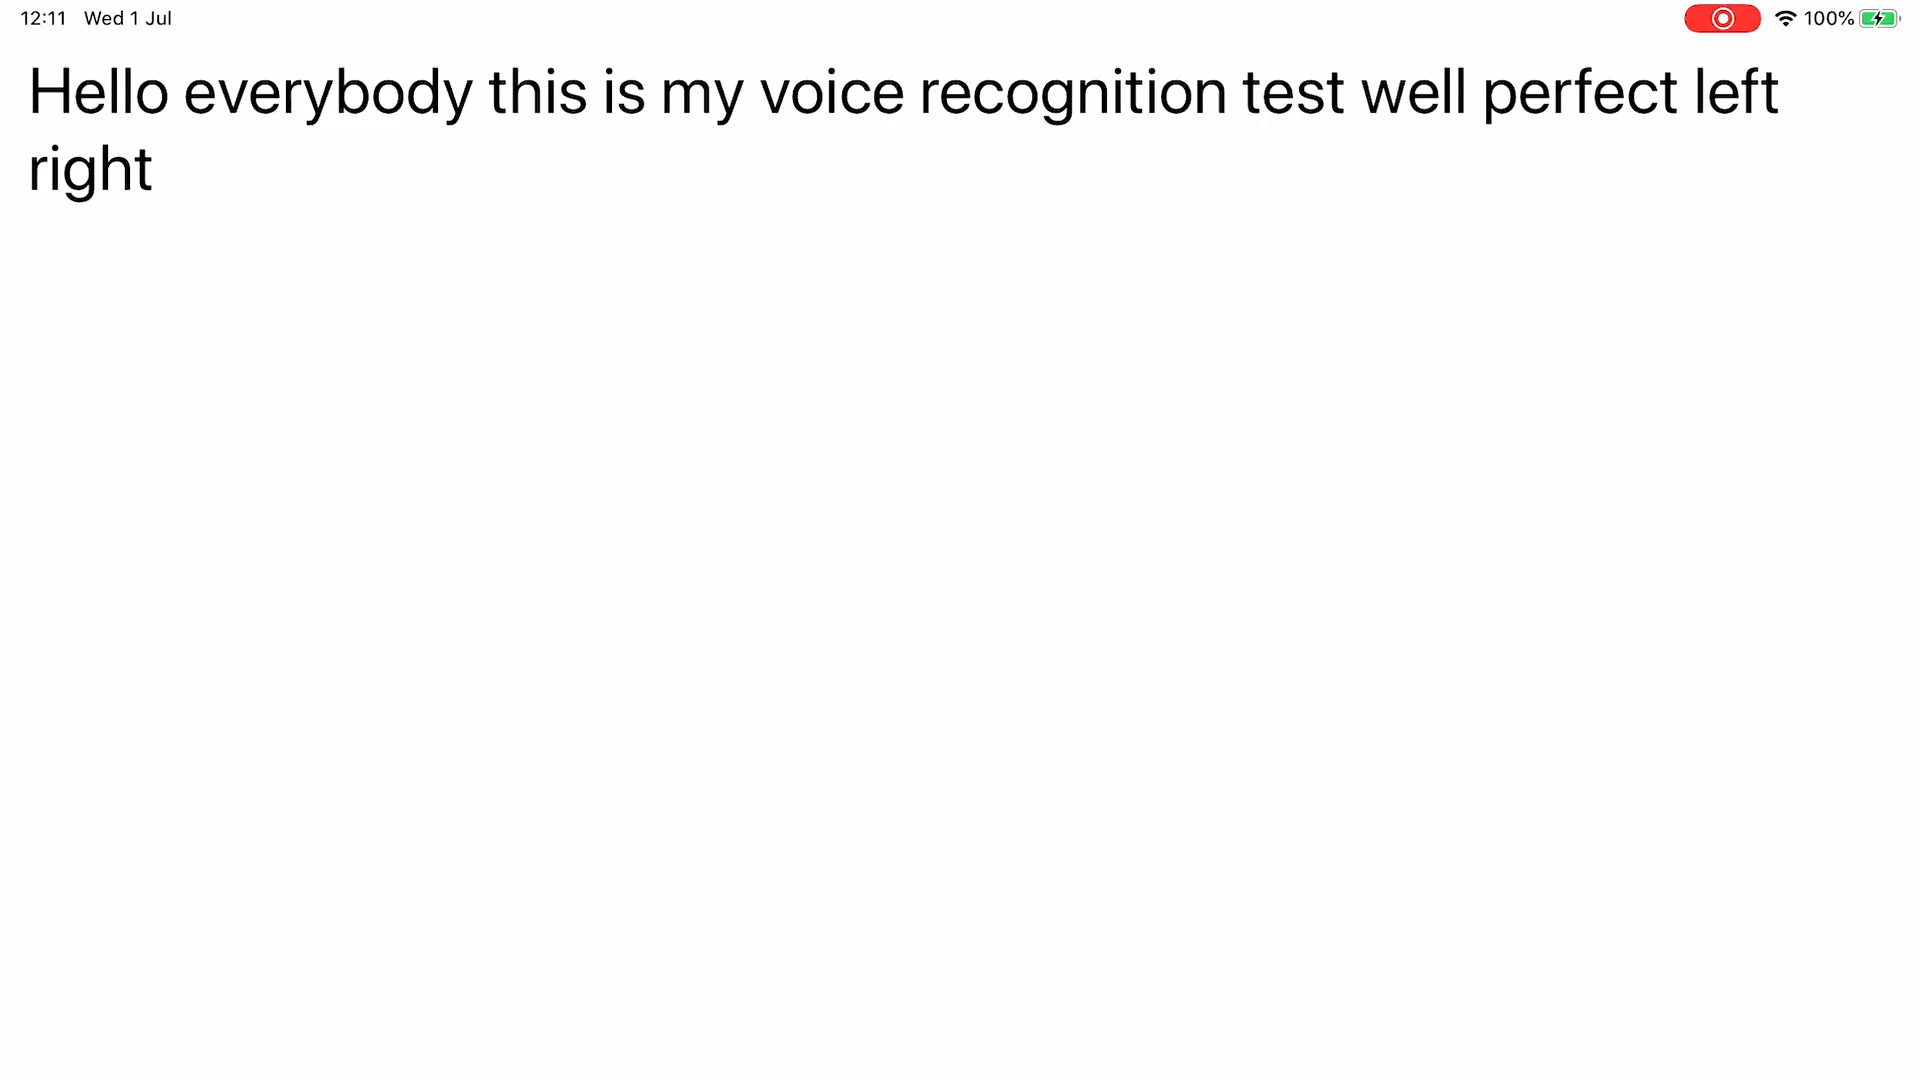 12:11 Wed 1 Jul 100%
Hello everybody this is my voice recognition test well perfect left
right